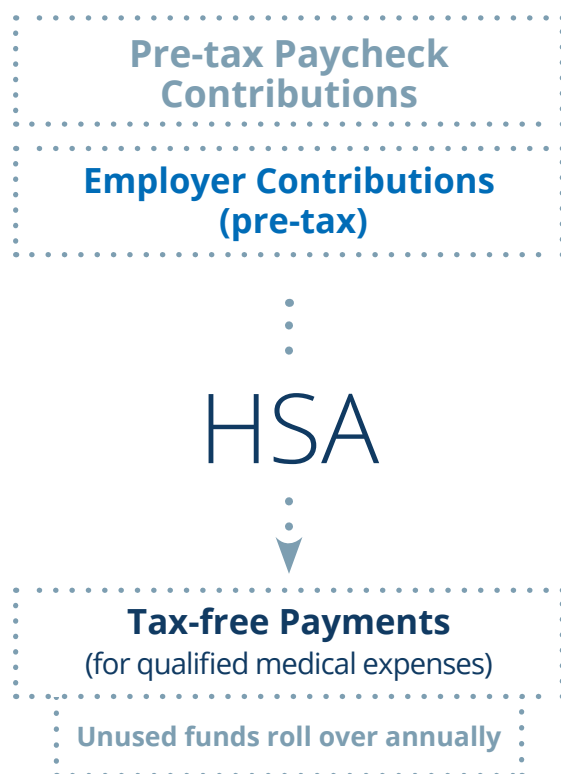 Pre-tax Paycheck
Contributions
Employer Contributions
(pre-tax)
HSA
Tax-free Payments
(for qualified medical expenses)
Unused funds roll over annually